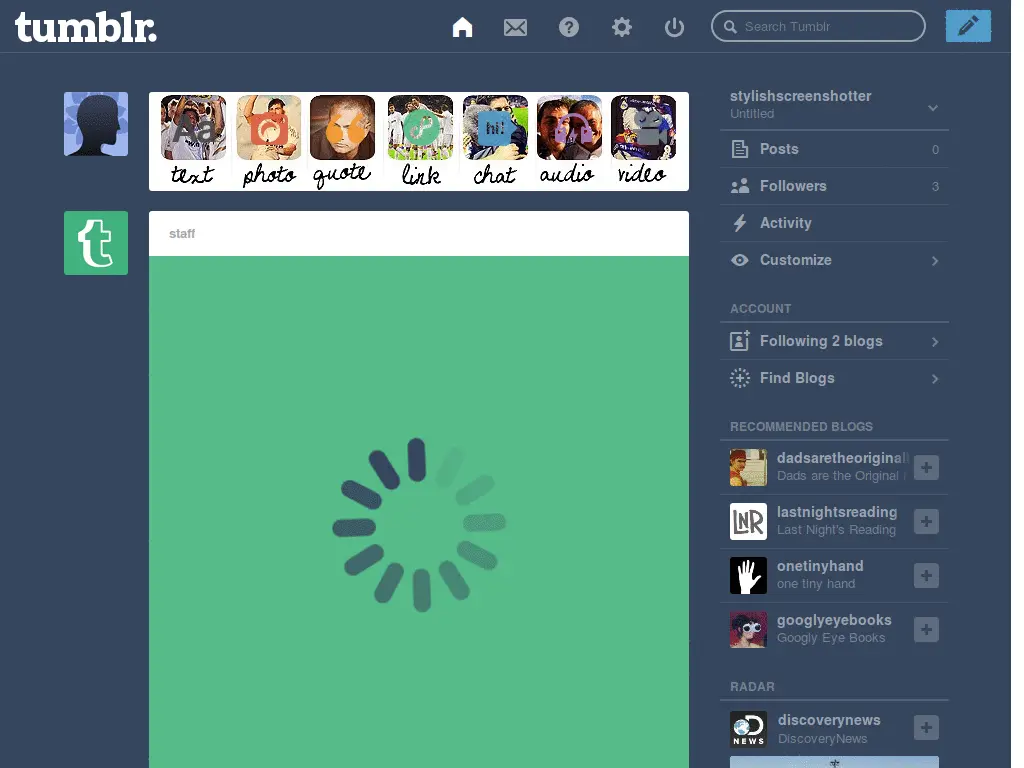 tumblr.
Search Tumblr
Aa
hi!
text photo quote link chat audio video
t
staff
stylishscreenshotter
Untitled
Posts 0
Followers 3
Activity
Customize
ACCOUNT
Following 2 blogs
Find Blogs
RECOMMENDED BLOGS
dadsaretheoriginal
Dads are the Original
LNR
lastnightsreading
Last Night's Reading
onetinyhand
one tiny hand
googlyeyebooks
Googly Eye Books
RADAR
D
NEWS
discoverynews
DiscoveryNews